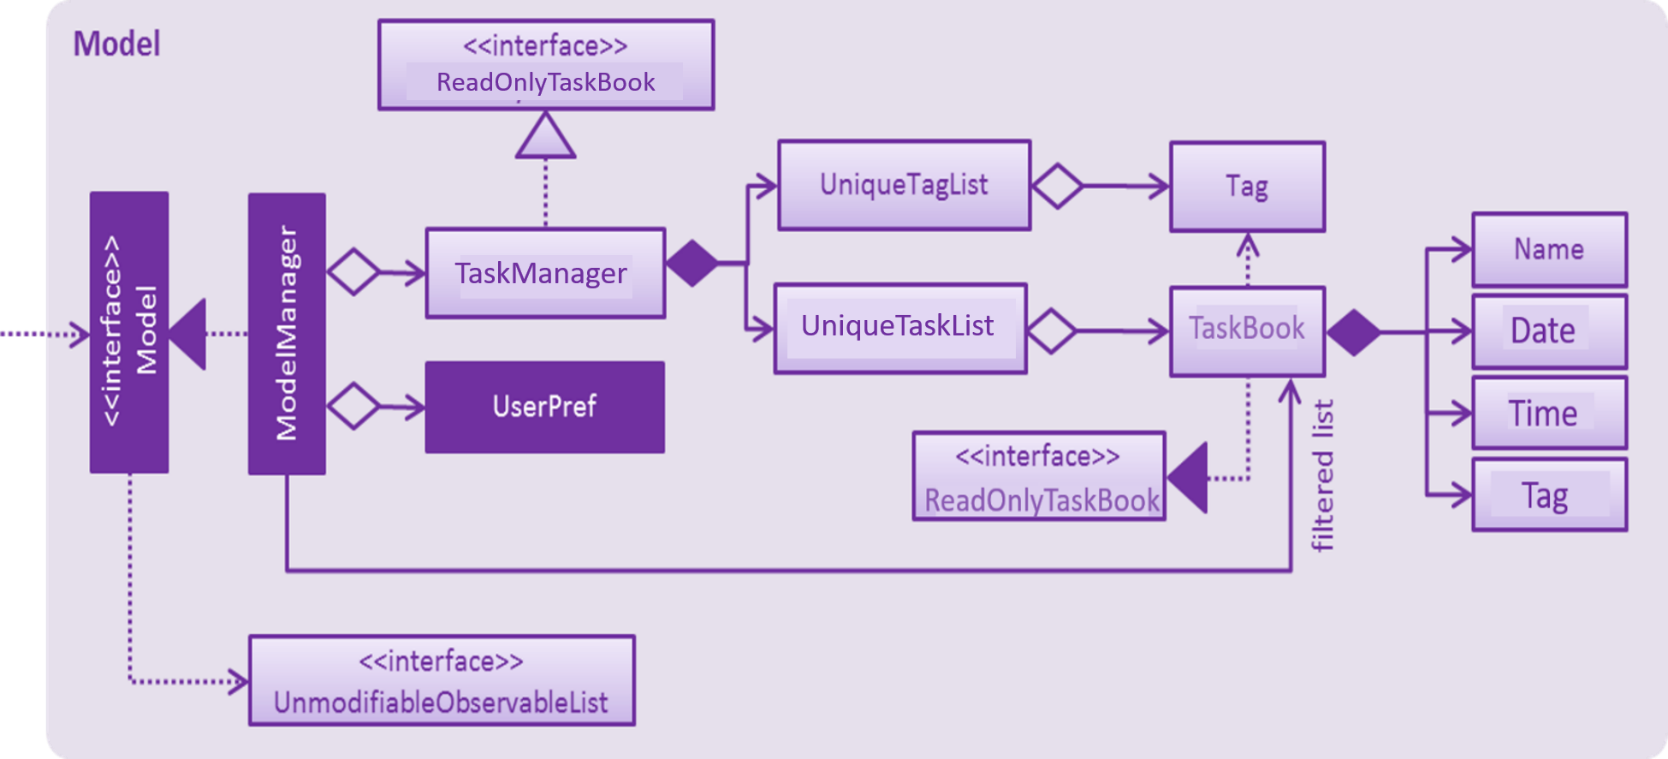 Model
<<interface>>
ReadOnlyTaskBook
<<interface>>
Model
ModelManager
TaskManager
UserPref
UniqueTagList
UniqueTaskList
Tag
TaskBook
<<interface>>
ReadOnlyTaskBook
filtered list
Name
Date
Time
Tag
<<interface>>
UnmodifiableObservableList